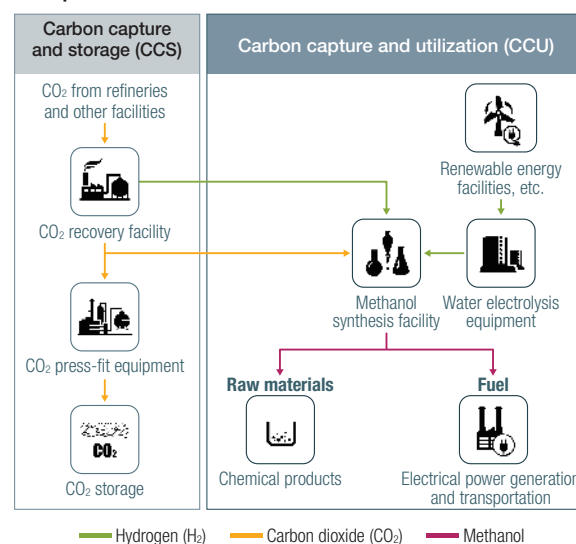 Carbon capture
and storage (CCS)
Carbon capture and utilization (CCU)
CO₂ from refineries
and other facilities
CO₂ recovery facility
CO₂ press-fit equipment
CO₂
CO₂ storage
Renewable energy
facilities, etc.
Methanol
synthesis facility
Water electrolysis
equipment
Raw materials
Chemical products
Fuel
Electrical power generation
and transportation
Hydrogen (H₂)
Carbon dioxide (CO₂)
Methanol